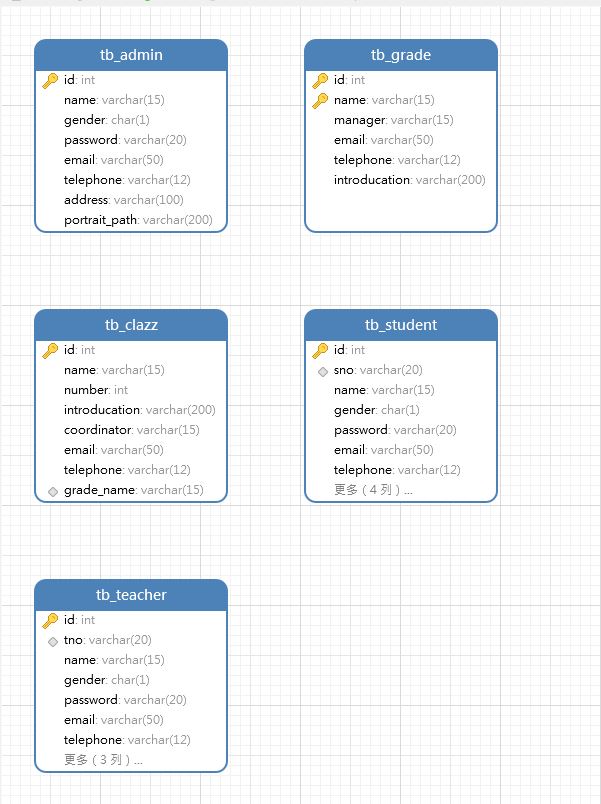 tb_admin
id: int
name: varchar(15)
gender: char(1)
password: varchar(20)
email: varchar(50)
telephone: varchar(12)
address: varchar(100)
portrait_path: varchar(200)
tb_grade
id: int
name: varchar(15)
manager: varchar(15)
email: varchar(50)
telephone: varchar(12)
introducation: varchar(200)
tb_clazz
id: int
name: varchar(15)
number: int
introducation: varchar(200)
coordinator: varchar(15)
email: varchar(50)
telephone: varchar(12)
grade_name: varchar(15)
tb_student
id: int
sno: varchar(20)
name: varchar(15)
gender: char(1)
password: varchar(20)
email: varchar(50)
telephone: varchar(12)
更多（4 列）...
tb_teacher
id: int
tno: varchar(20)
name: varchar(15)
gender: char(1)
password: varchar(20)
email: varchar(50)
telephone: varchar(12)
更多（3 列）...